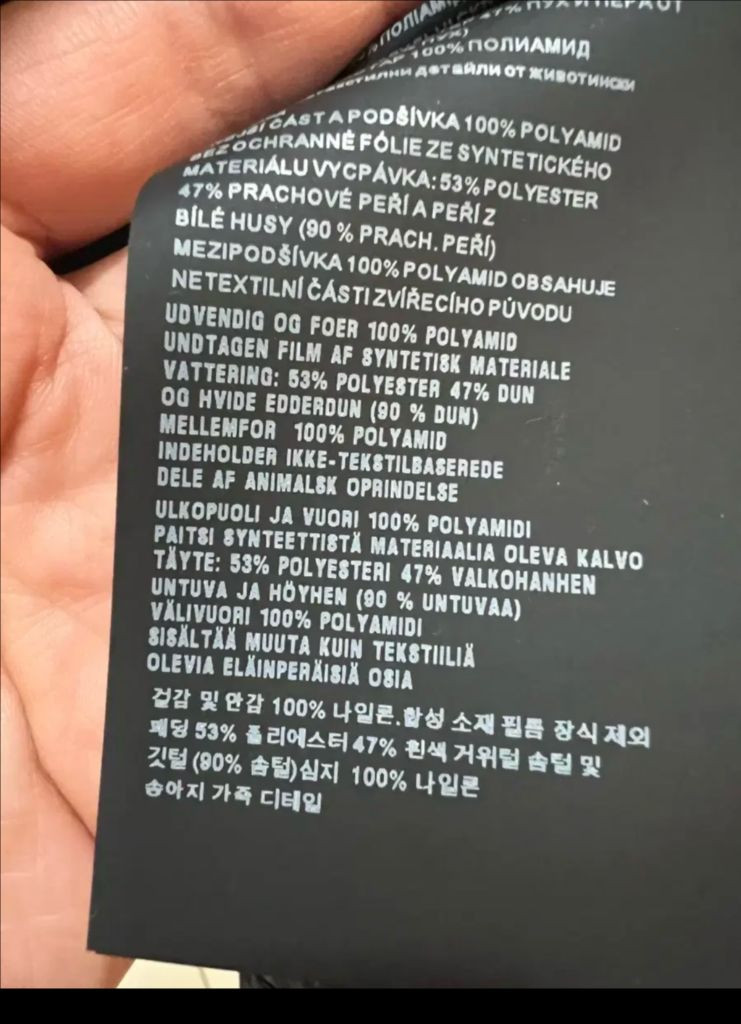 47% ПУХ И ПЕРА ОТ
100% ПОЛИАМИД
ДЕТАЙЛИ ОТ ЖИВОТИНСКИ
ČÁST A PODŠÍVKA 100% POLYAMID
BEZ OCHRANNÉ FÓLIE ZE SYNTETICKÉHO
MATERIÁLU VYCPÁVKA: 53% POLYESTER
47% PRACHOVÉ PEŘÍ A PEŘÍ Z
BÍLÉ HUSY (90 % PRACH. PEŘÍ)
MEZIPODŠÍVKA 100% POLYAMID OBSAHUJE
NETEXTILNÍ ČÁSTI ZVÍŘECÍHO PŮVODU
UDVENDIG OG FOER 100% POLYAMID
UNDTAGEN FILM AF SYNTETISK MATERIALE
VATTERING: 53% POLYESTER 47% DUN
OG HVIDE EDDERDUN (90 % DUN)
MELLEMFOR 100% POLYAMID
INDEHOLDER IKKE-TEKSTILBASEREDE
DELE AF ANIMALSK OPRINDELSE
ULKOPUOLI JA VUORI 100% POLYAMIDI
PAITSI SYNTEETTISTÄ MATERIAALIA OLEVA KALVO
TÄYTE: 53% POLYESTERI 47% VALKOHANHEN
UNTUVA JA HÖYHEN (90 % UNTUVAA)
VÄLIVUORI 100% POLYAMIDI
SISÄLTÄÄ MUUTA KUIN TEKSTIILIÄ
OLEVIA ELÄINPERÄISIÄ OSIA
겉감 및 안감 100% 나일론.합성 소재 필름 장식 제외
패딩 53% 폴리에스터 47% 흰색 거위털 솜털 및
깃털 (90% 솜털)심지 100% 나일론
송아지 가죽 디테일